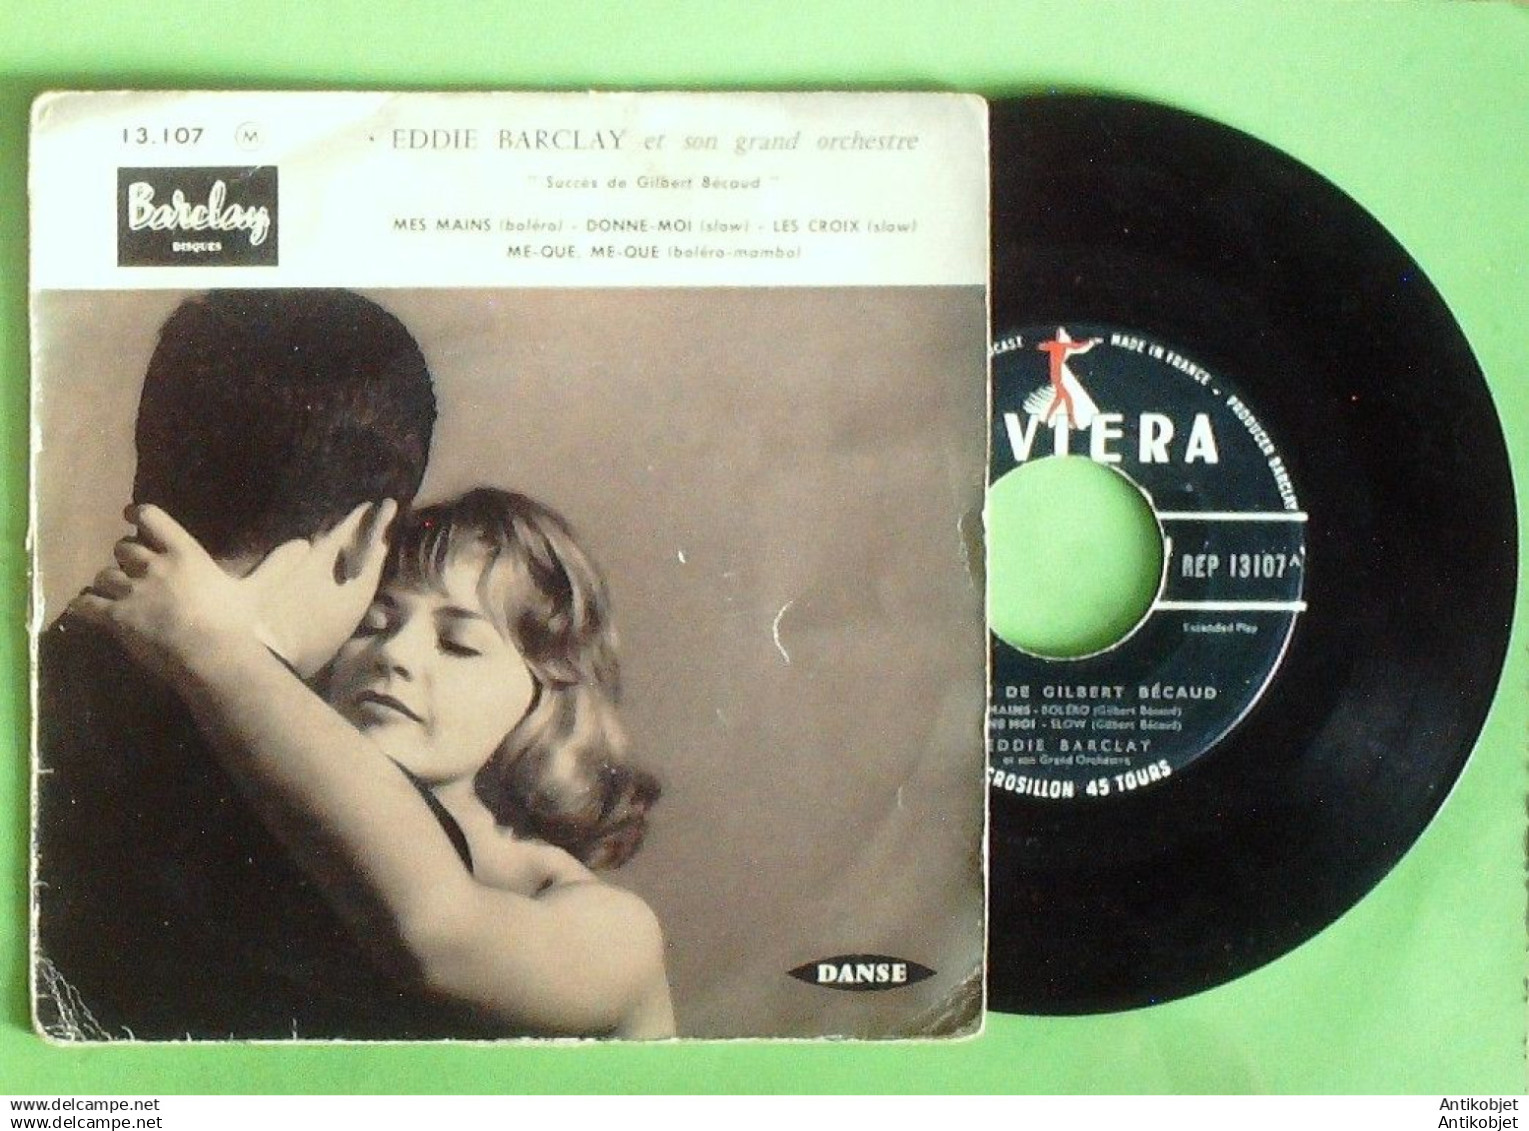 13.107 M
• EDDIE BARCLAY et son grand orchestre
" Succès de Gilbert Bécaud "
MES MAINS (boléro) - DONNE-MOI (slow) - LES CROIX (slow)
ME-QUE, ME-QUE (boléro-mambo)
Barclay
DISQUES
DANSE
CAST
MADE IN FRANCE - PRODUCER BARCLAY
VIERA
REP 13107 A
Extended Play
DE GILBERT BÉCAUD
MAINS - BOLÉRO (Gilbert Bécaud)
NE MOI - SLOW (Gilbert Bécaud)
EDDIE BARCLAY
et son Grand Orchestre
CROSILLON 45 TOURS
delcampe.net
delcampe.net
Antikobjet
Antikobjet